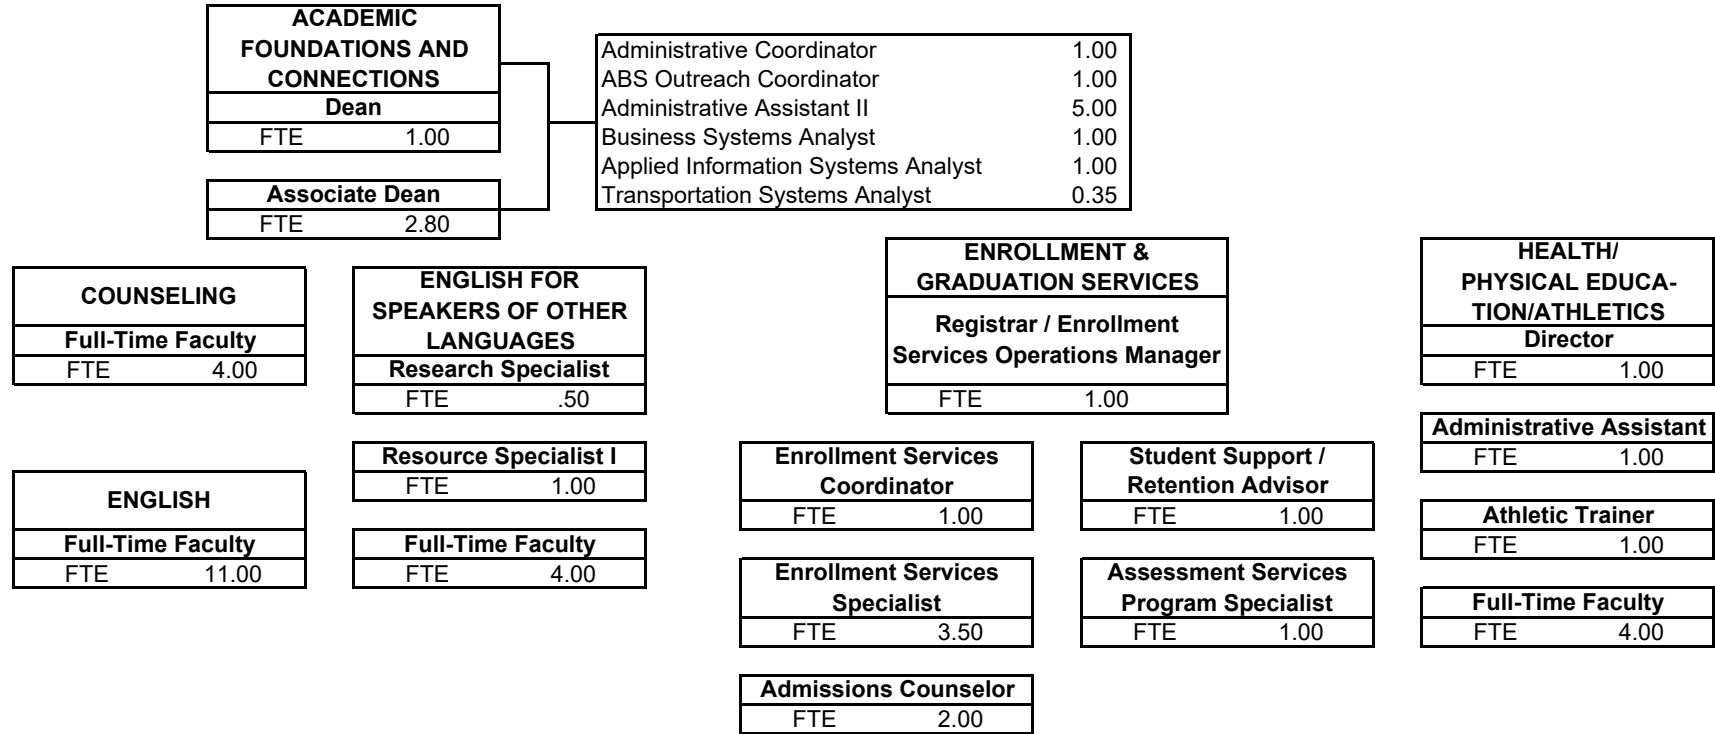 ACADEMIC
FOUNDATIONS AND
CONNECTIONS
Dean
FTE 1.00
Associate Dean
FTE 2.80
Administrative Coordinator 1.00
ABS Outreach Coordinator 1.00
Administrative Assistant II 5.00
Business Systems Analyst 1.00
Applied Information Systems Analyst 1.00
Transportation Systems Analyst 0.35
COUNSELING
Full-Time Faculty
FTE 4.00
ENGLISH
Full-Time Faculty
FTE 11.00
ENGLISH FOR
SPEAKERS OF OTHER
LANGUAGES
Research Specialist
FTE .50
Resource Specialist I
FTE 1.00
Full-Time Faculty
FTE 4.00
ENROLLMENT &
GRADUATION SERVICES
Registrar / Enrollment
Services Operations Manager
FTE 1.00
Enrollment Services
Coordinator
FTE 1.00
Enrollment Services
Specialist
FTE 3.50
Admissions Counselor
FTE 2.00
Student Support /
Retention Advisor
FTE 1.00
Assessment Services
Program Specialist
FTE 1.00
HEALTH/
PHYSICAL EDUCA-
TION/ATHLETICS
Director
FTE 1.00
Administrative Assistant
FTE 1.00
Athletic Trainer
FTE 1.00
Full-Time Faculty
FTE 4.00